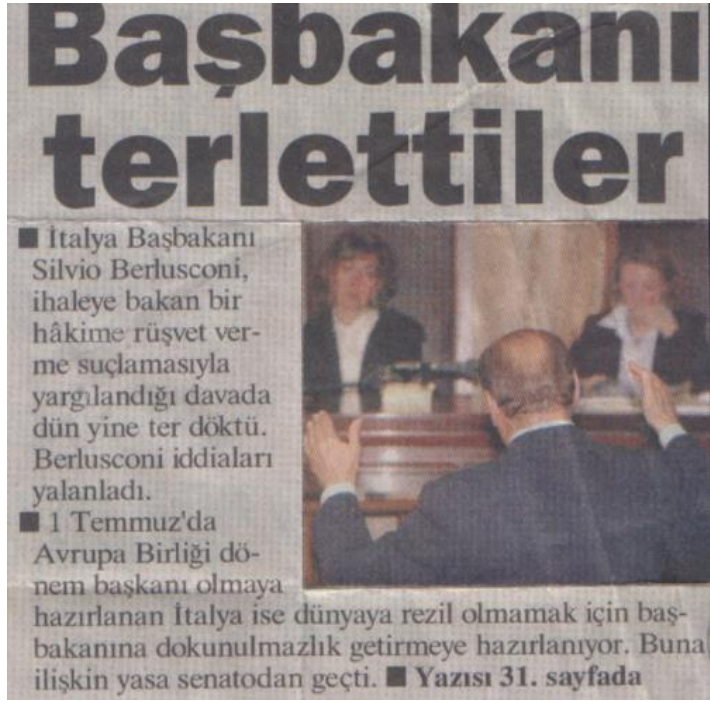 Başbakanı
terlettiler
■ İtalya Başbakanı
Silvio Berlusconi,
ihaleye bakan bir
hâkime rüşvet ver-
me suçlamasıyla
yargılandığı davada
dün yine ter döktü.
Berlusconi iddiaları
yalanladı.
■ 1 Temmuz'da
Avrupa Birliği dö-
nem başkanı olmaya
hazırlanan İtalya ise dünyaya rezil olmamak için baş-
bakanına dokunulmazlık getirmeye hazırlanıyor. Buna
ilişkin yasa senatodan geçti. ■ Yazısı 31. sayfada